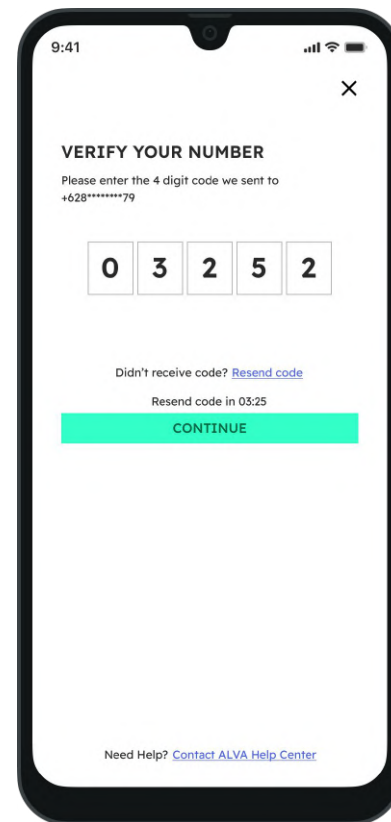 9:41
VERIFY YOUR NUMBER
Please enter the 4 digit code we sent to
+628********79
0 3 2 5 2
Didn't receive code? Resend code
Resend code in 03:25
CONTINUE
Need Help? Contact ALVA Help Center